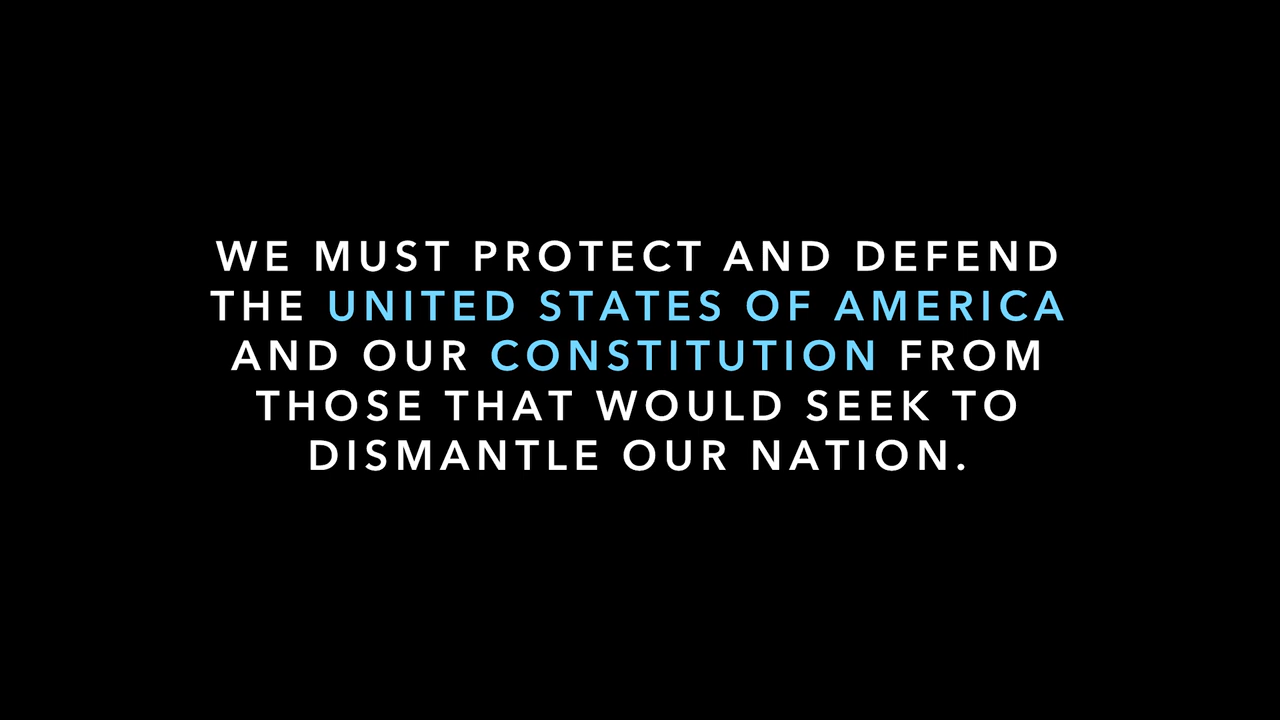 WE MUST PROTECT AND DEFEND
THE UNITED STATES OF AMERICA
AND OUR CONSTITUTION FROM
THOSE THAT WOULD SEEK TO
DISMANTLE OUR NATION.